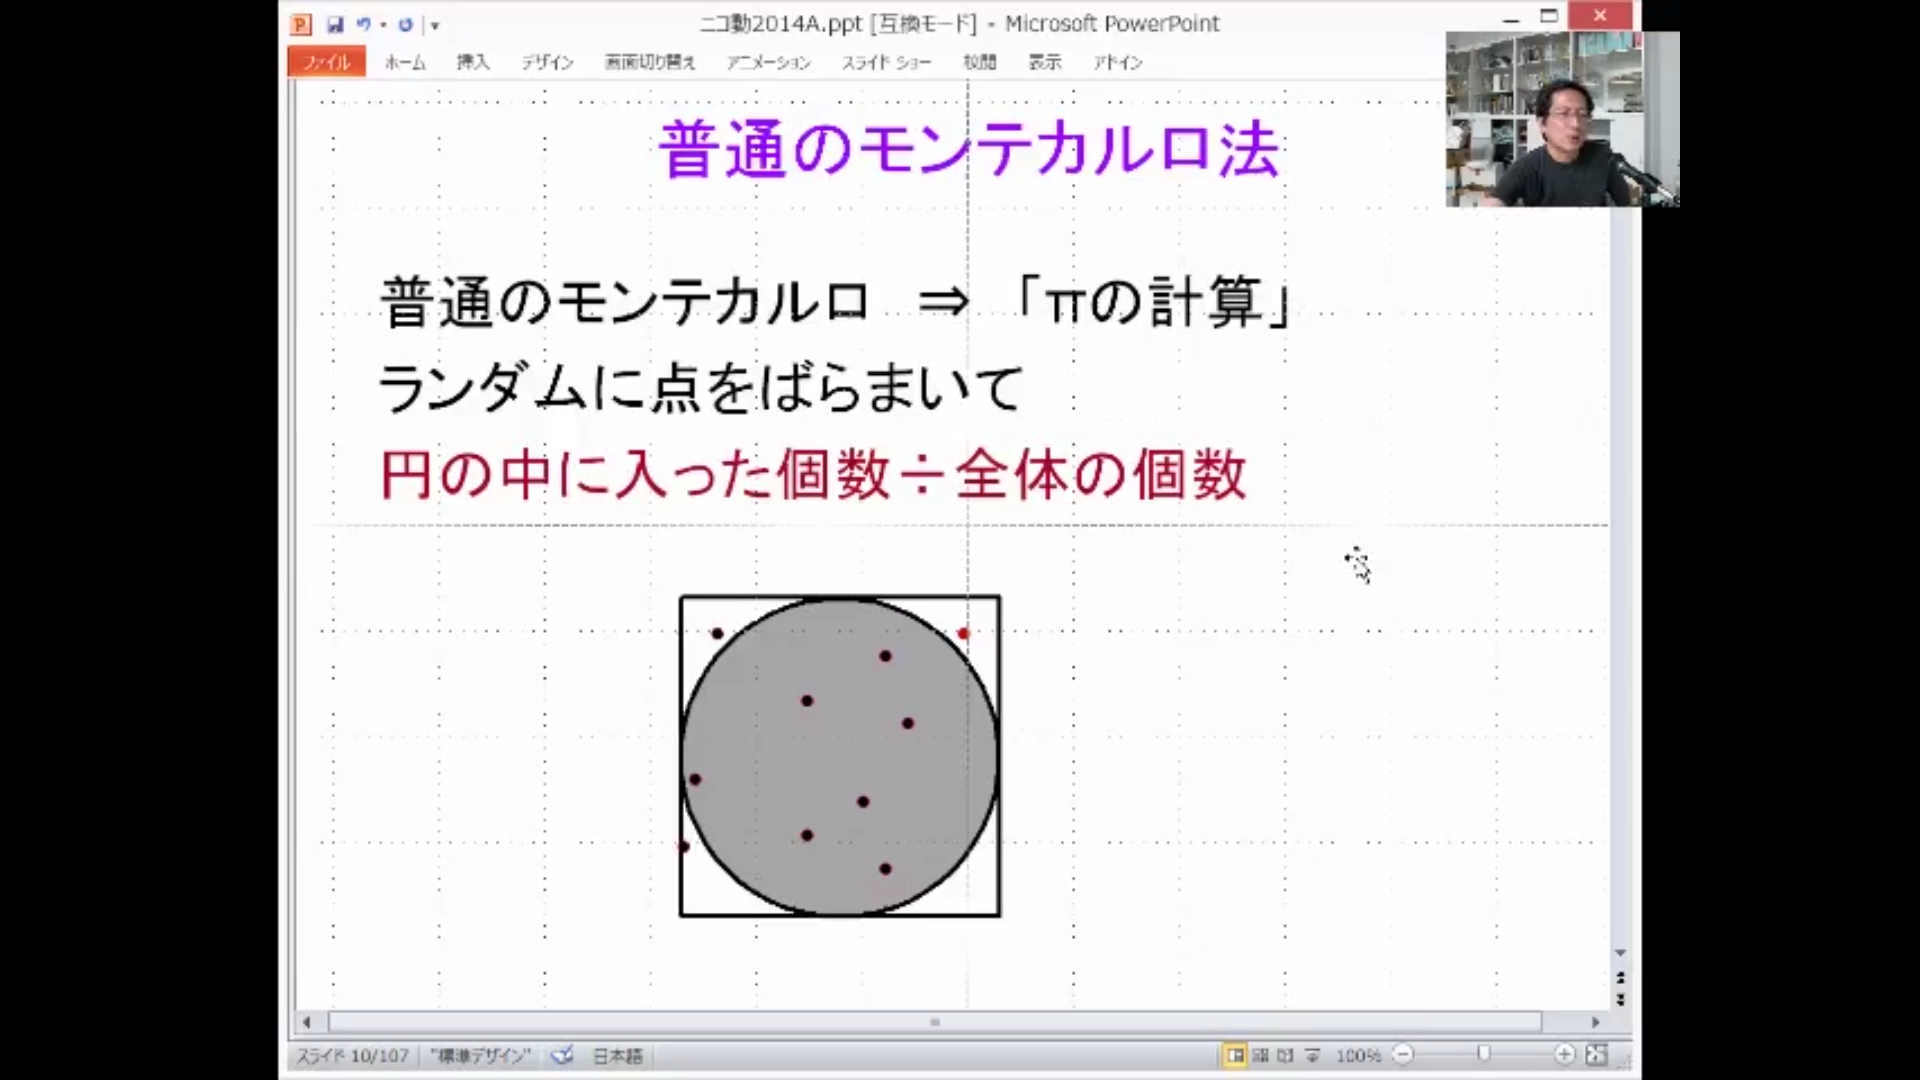 ニコ動2014A.ppt [互換モード] - Microsoft PowerPoint
ファイル ホーム 挿入 デザイン 画面切り替え アニメーション スライド ショー 校閲 表示 アドイン
普通のモンテカルロ法
普通のモンテカルロ ⇒ 「πの計算」
ランダムに点をばらまいて
円の中に入った個数÷全体の個数
スライド 10/107 "標準デザイン" 日本語 100%